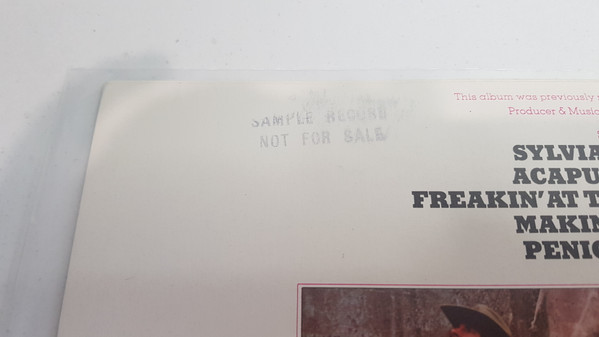 SAMPLE RECORD
NOT FOR SALE
This album was previously
Producer & Music
SYLVIA
ACAPU
FREAKIN' AT T
MAKIN
PENIC